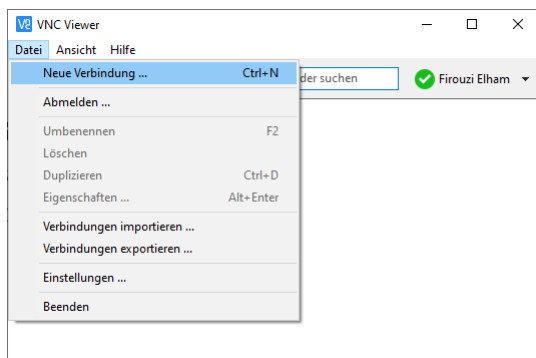 VNC Viewer
Datei Ansicht Hilfe
der suchen
Firouzi Elham
Neue Verbindung ... Ctrl+N
Abmelden ...
Umbenennen F2
Löschen
Duplizieren Ctrl+D
Eigenschaften ... Alt+Enter
Verbindungen importieren ...
Verbindungen exportieren ...
Einstellungen ...
Beenden